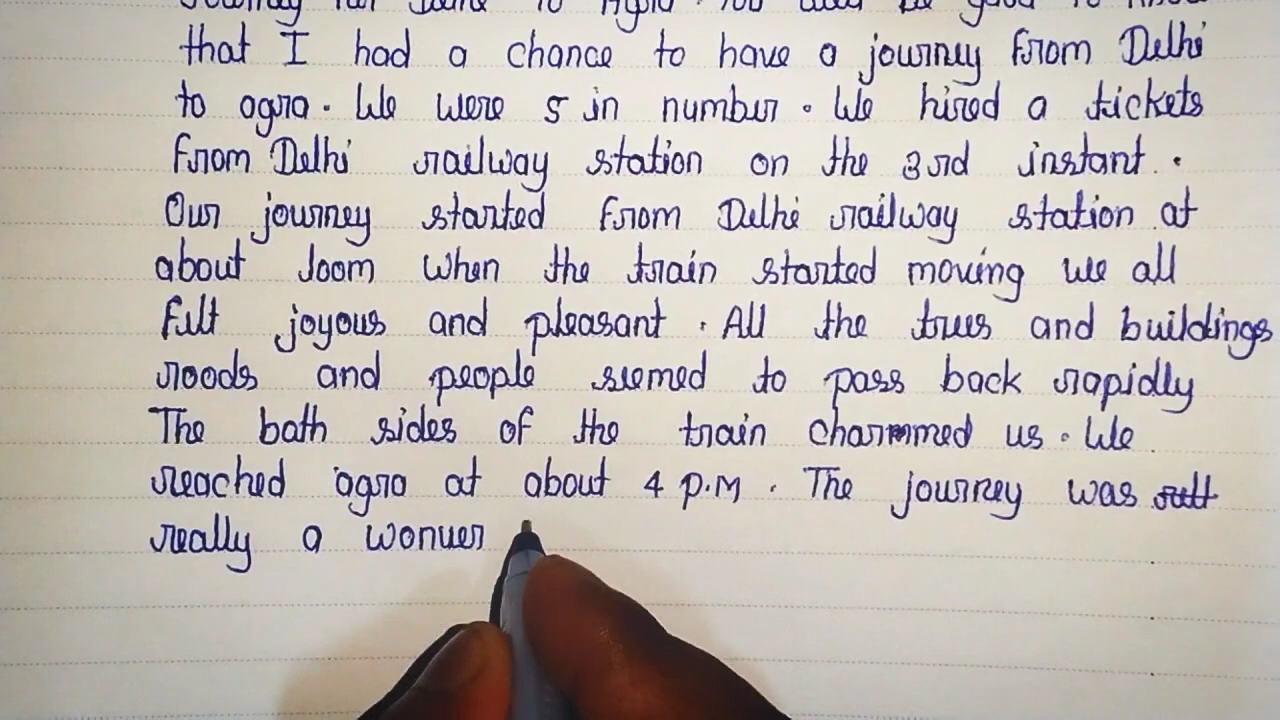 that I had a chance to have a journey from Delhi
to agra. We were 5 in number. We hired a tickets
from Delhi railway station on the 3rd instant.
Our journey started from Delhi railway station at
about when the train started moving we all
felt joyous and pleasant. All the trees and buildings
roods and people seemed to pass back rapidly
The bath sides of the train charmmed us. We
reached agra at about 4 p.m. The journey was
really a wonuer